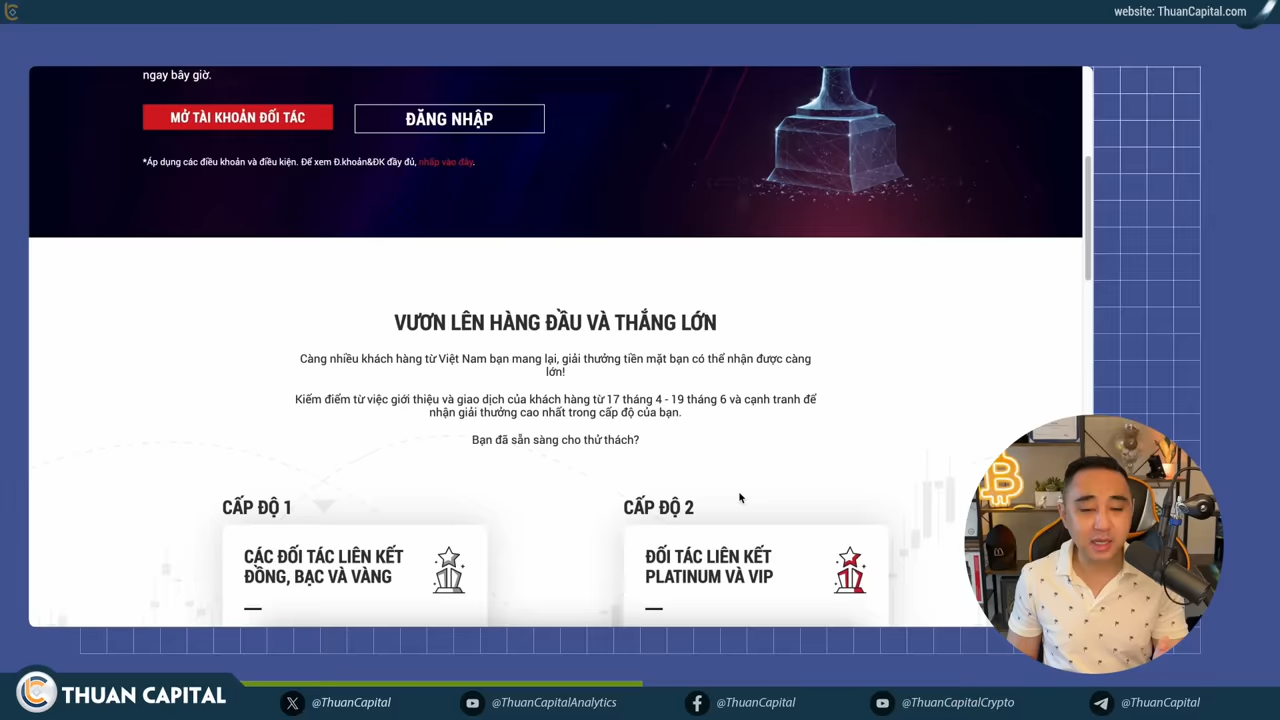 website: ThuanCapital.com
ngay bây giờ.
MỞ TÀI KHOẢN ĐỐI TÁC
ĐĂNG NHẬP
*Áp dụng các điều khoản và điều kiện. Để xem Đ.khoản&ĐK đầy đủ, nhấp vào đây.
VƯƠN LÊN HÀNG ĐẦU VÀ THẮNG LỚN
Càng nhiều khách hàng từ Việt Nam bạn mang lại, giải thưởng tiền mặt bạn có thể nhận được càng
lớn!
Kiếm điểm từ việc giới thiệu và giao dịch của khách hàng từ 17 tháng 4 - 19 tháng 6 và cạnh tranh để
nhận giải thưởng cao nhất trong cấp độ của bạn.
Bạn đã sẵn sàng cho thử thách?
CẤP ĐỘ 1
CÁC ĐỐI TÁC LIÊN KẾT
ĐỒNG, BẠC VÀ VÀNG
CẤP ĐỘ 2
ĐỐI TÁC LIÊN KẾT
PLATINUM VÀ VIP
THUAN CAPITAL
@ThuanCapital
@ThuanCapitalAnalytics
@ThuanCapital
@ThuanCapitalCrypto
@ThuanCapital